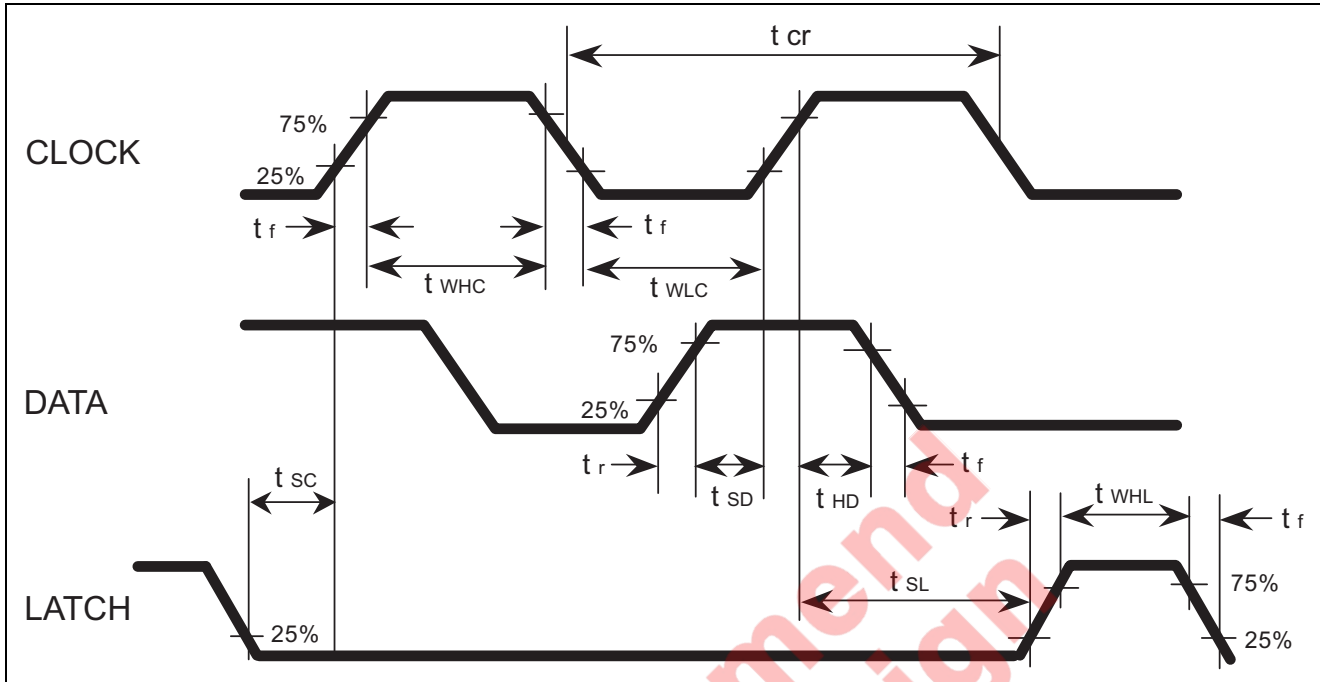 t cr
75%
CLOCK
25%
t f
t f
t WHC
t WLC
75%
DATA
25%
t r
t f
t SC
t SD
t HD
t WHL
t r
t f
t SL
75%
LATCH
25%
25%